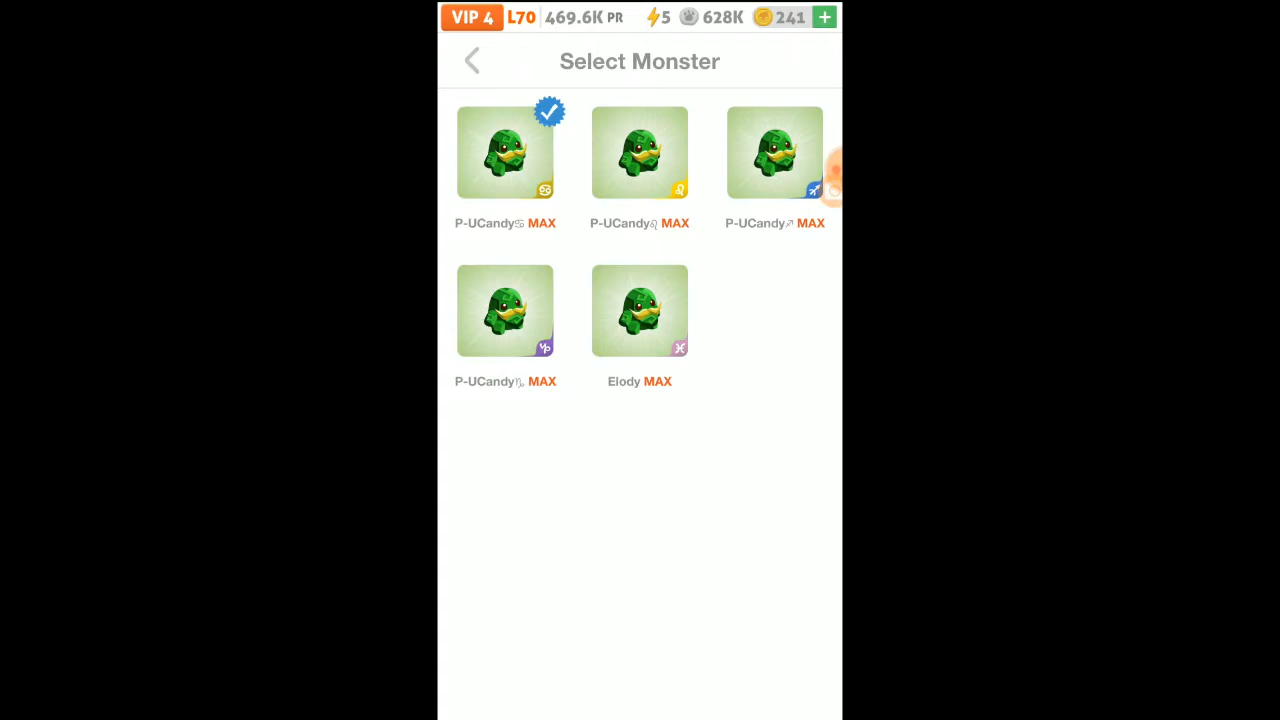 VIP 4 L70 469.6K PR 5 628K 241 +
Select Monster
P-UCandy♋ MAX P-UCandy♌ MAX P-UCandy♐ MAX
P-UCandy♑ MAX Elody MAX